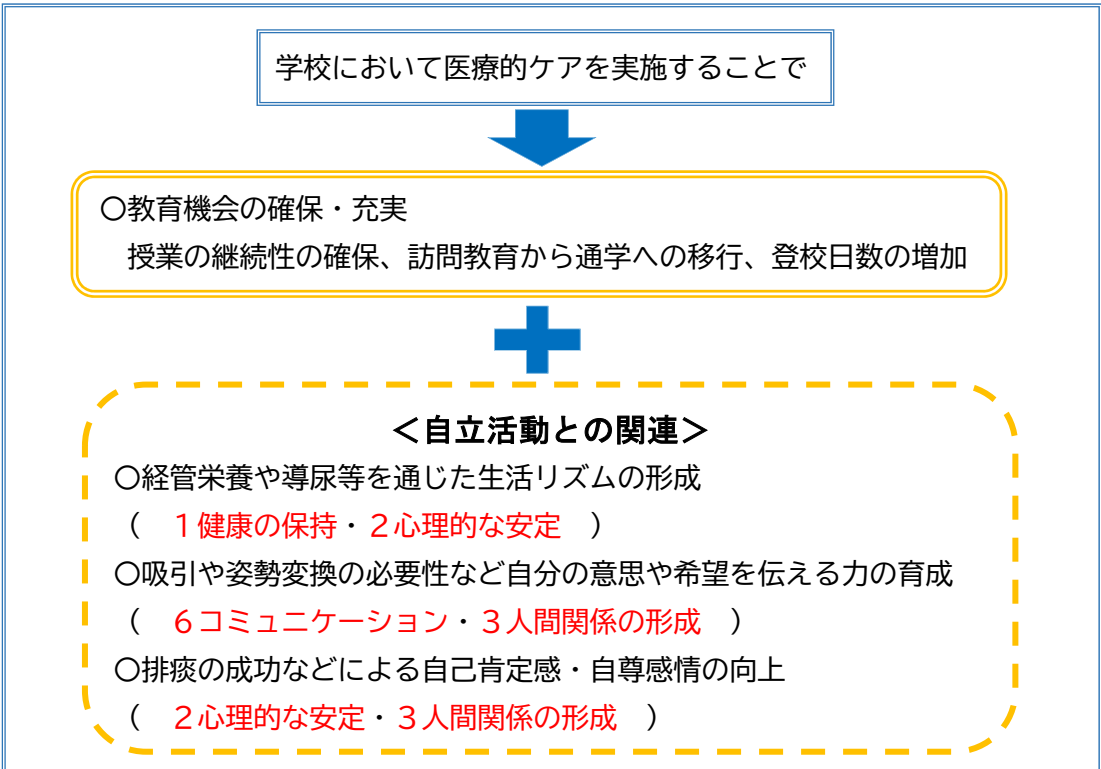 学校において医療的ケアを実施することで
〇教育機会の確保・充実
授業の継続性の確保、訪問教育から通学への移行、登校日数の増加
＜自立活動との関連＞
〇経管栄養や導尿等を通じた生活リズムの形成
（　１健康の保持・２心理的な安定　）
〇吸引や姿勢変換の必要性など自分の意思や希望を伝える力の育成
（　６コミュニケーション・３人間関係の形成　）
〇排痰の成功などによる自己肯定感・自尊感情の向上
（　２心理的な安定・３人間関係の形成　）